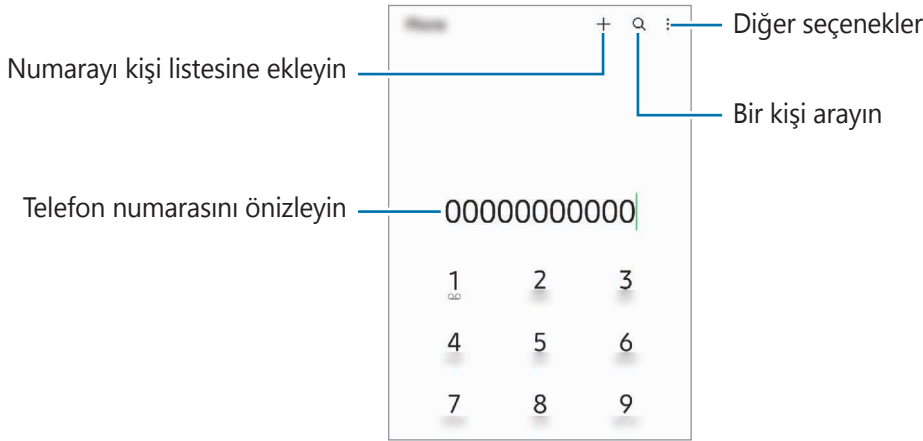 Diğer seçenekler
Numarayı kişi listesine ekleyin
Bir kişi arayın
Telefon numarasını önizleyin
00000000000
1 2 3
4 5 6
7 8 9